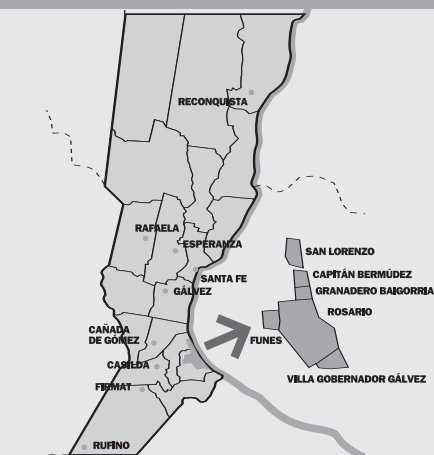 RECONQUISTA
RAFAELA
ESPERANZA
SANTA FE
GÁLVEZ
CAÑADA
DE GÓMEZ
CASILDA
FIRMAT
RUFINO
SAN LORENZO
CAPITÁN BERMÚDEZ
GRANADERO BAIGORRIA
ROSARIO
FUNES
VILLA GOBERNADOR GÁLVEZ